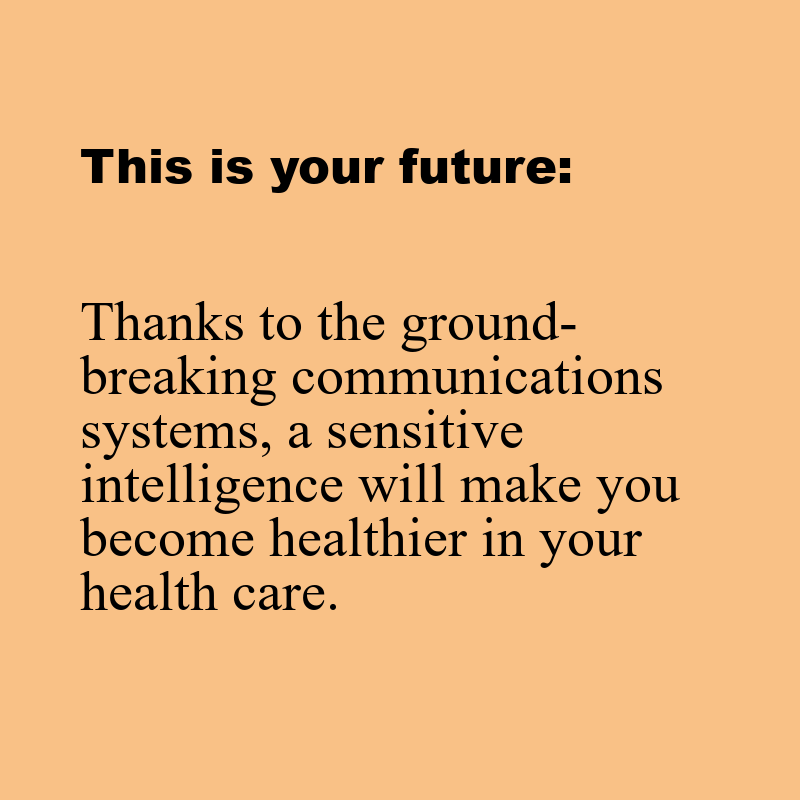 This is your future:
Thanks to the ground-
breaking communications
systems, a sensitive
intelligence will make you
become healthier in your
health care.